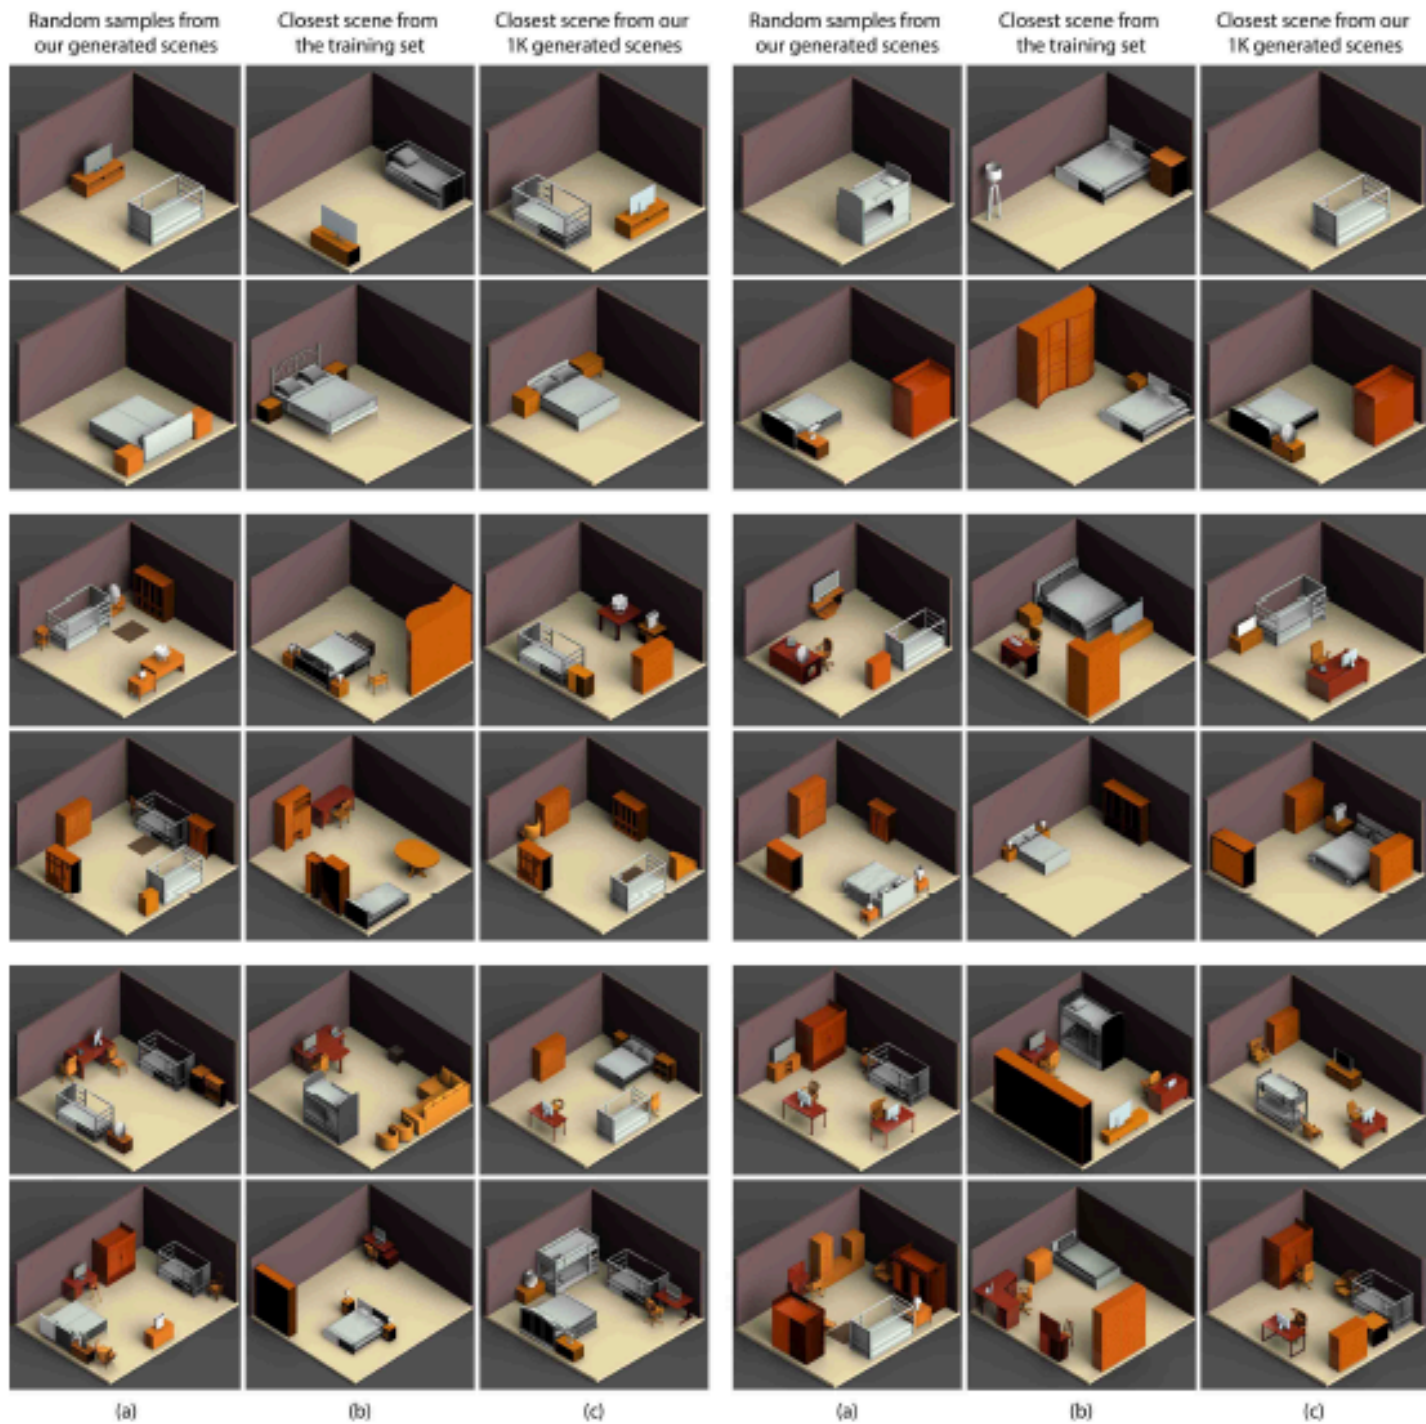 Random samples from
our generated scenes
Closest scene from
the training set
Closest scene from our
1K generated scenes
Random samples from
our generated scenes
Closest scene from
the training set
Closest scene from our
1K generated scenes
(a)
(b)
(c)
(a)
(b)
(c)